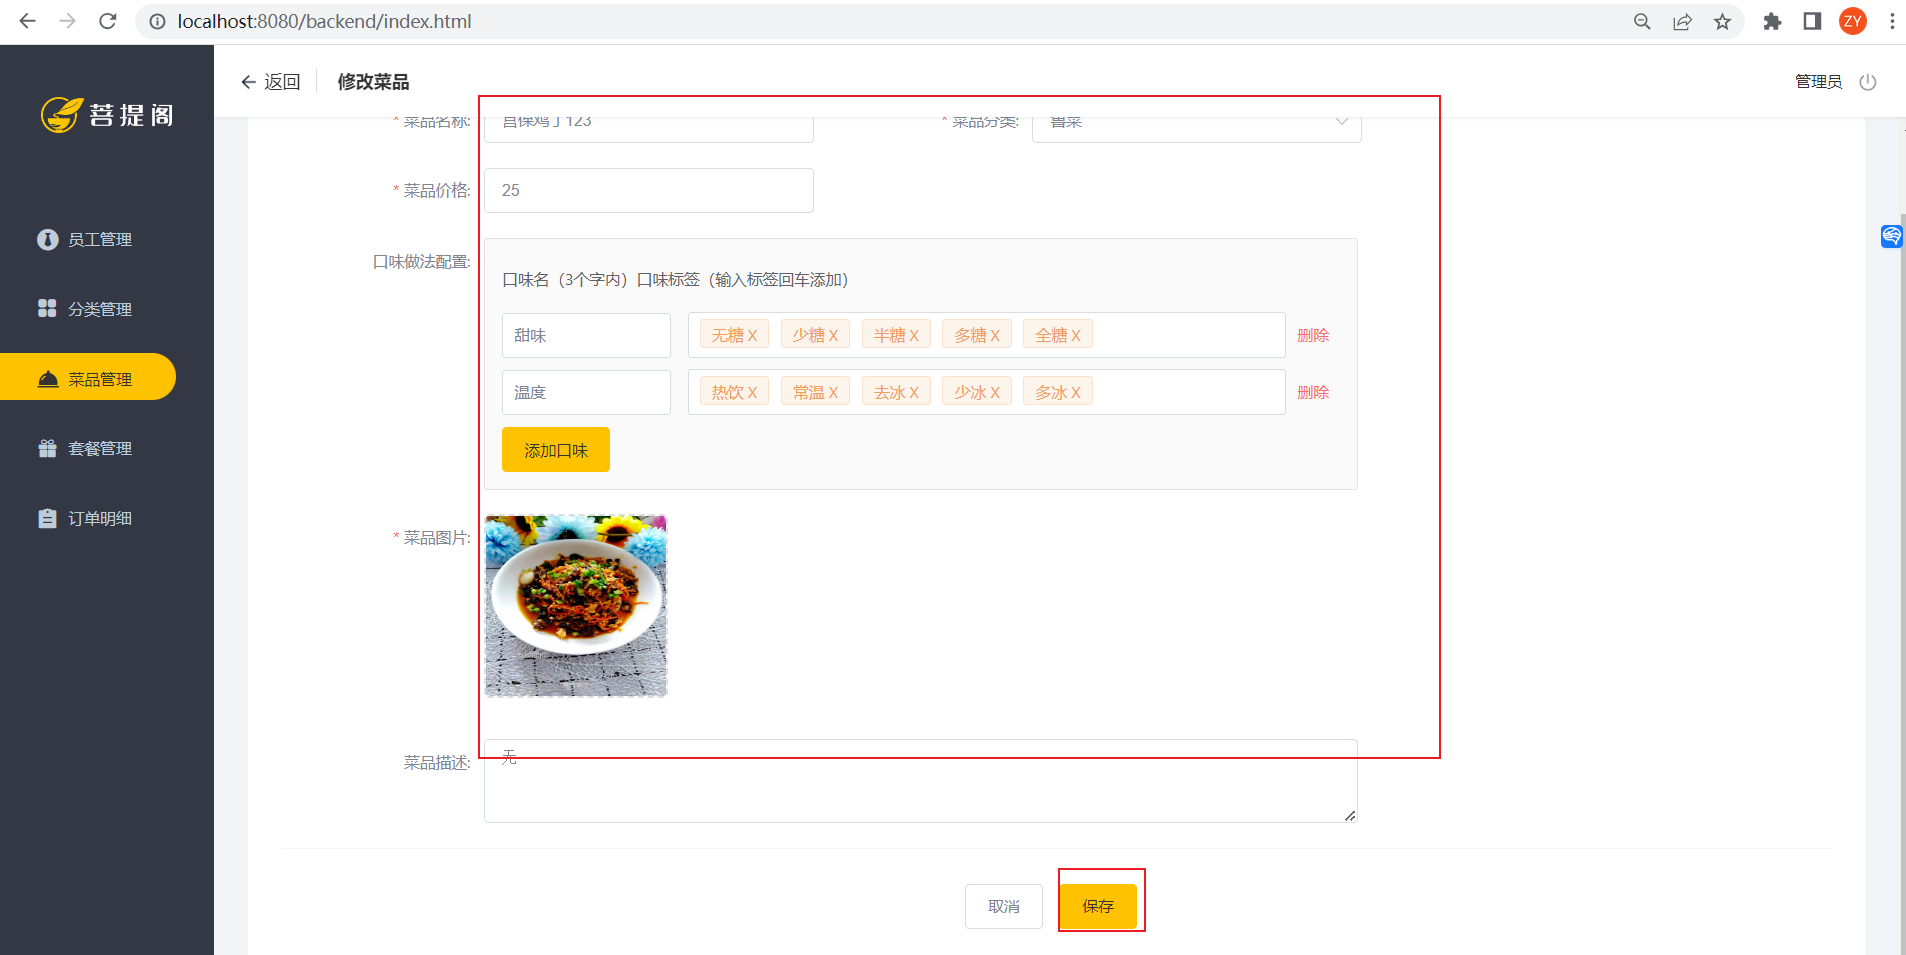 localhost:8080/backend/index.html
ZY
菩提阁
返回
修改菜品
管理员
员工管理
分类管理
菜品管理
套餐管理
订单明细
* 菜品名称:
宫保鸡丁123
* 菜品分类:
鲁菜
* 菜品价格:
25
口味做法配置:
口味名（3个字内）口味标签（输入标签回车添加）
甜味
无糖 X 少糖 X 半糖 X 多糖 X 全糖 X
删除
温度
热饮 X 常温 X 去冰 X 少冰 X 多冰 X
删除
添加口味
* 菜品图片:
菜品描述:
无
取消
保存